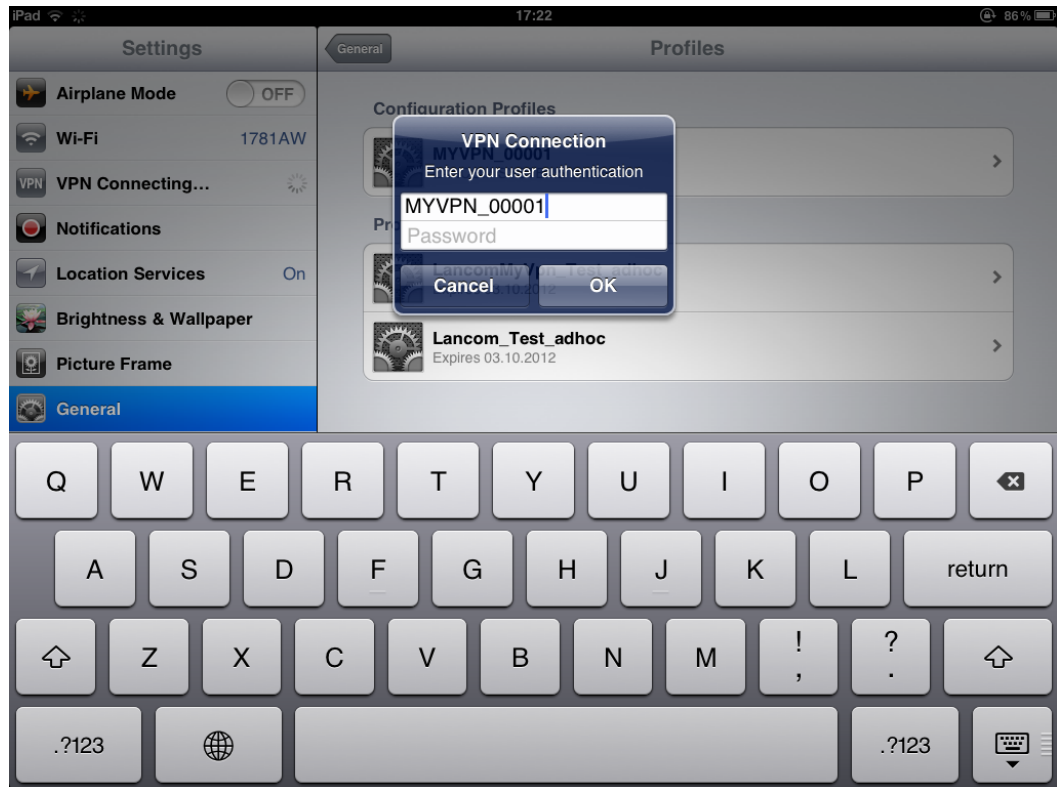 iPad 17:22 86%
Settings
General
Profiles
Airplane Mode OFF
Wi-Fi 1781AW
VPN VPN Connecting...
Notifications
Location Services On
Brightness & Wallpaper
Picture Frame
General
Configuration Profiles
MYVPN_00001
VPN Connection
Enter your user authentication
MYVPN_00001
Password
Cancel OK
LancomMyVpn_Test_adhoc
Lancom_Test_adhoc
Expires 03.10.2012
Q W E R T Y U I O P
A S D F G H J K L return
Z X C V B N M ! , ? .
.?123 .?123